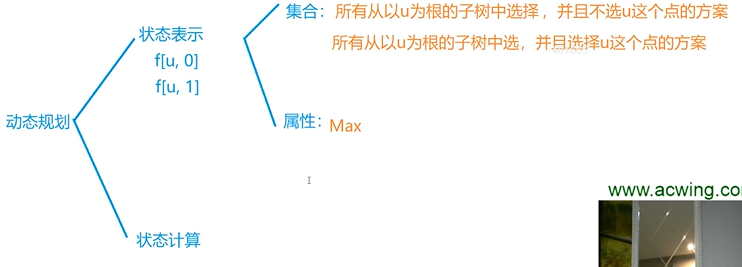 集合：所有从以u为根的子树中选择，并且不选u这个点的方案
状态表示
所有从以u为根的子树中选，并且选择u这个点的方案
f[u, 0]
f[u, 1]
动态规划
属性：Max
www.acwing.co
状态计算